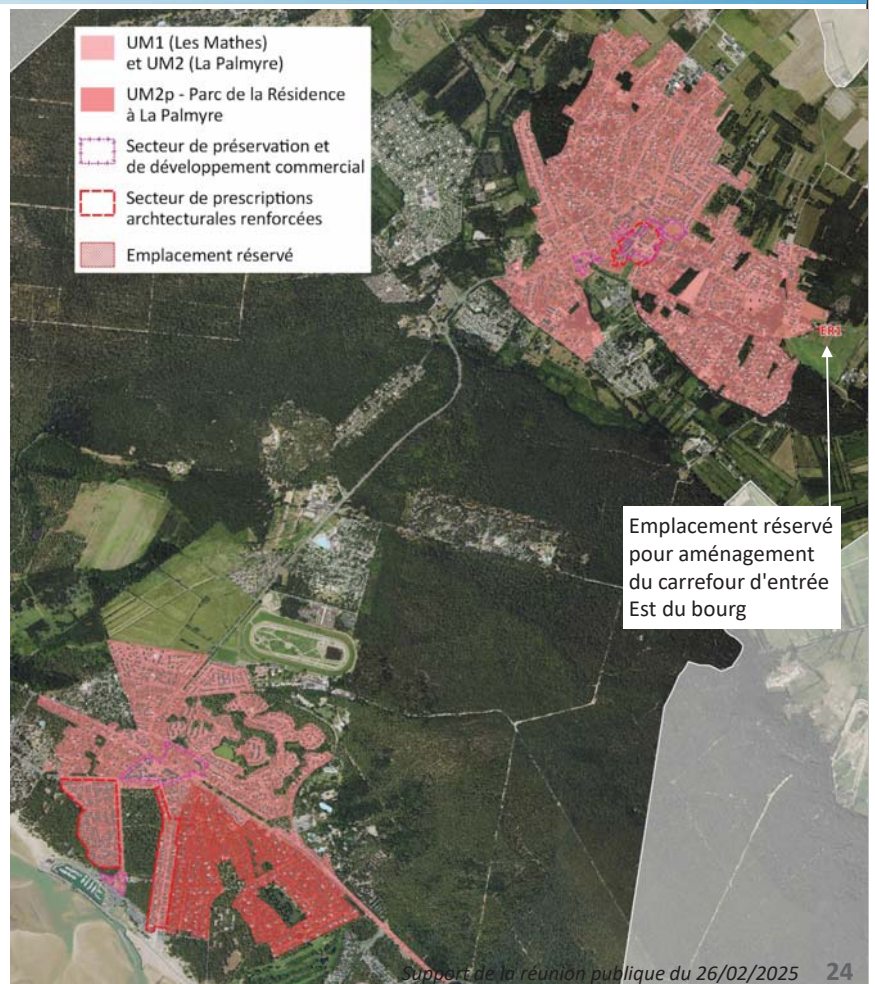 UM1 (Les Mathes)
et UM2 (La Palmyre)
UM2p - Parc de la Résidence
à La Palmyre
Secteur de préservation et
de développement commercial
Secteur de prescriptions
archtecturales renforcées
Emplacement réservé
ER1
Emplacement réservé
pour aménagement
du carrefour d'entrée
Est du bourg
Support de la réunion publique du 26/02/2025 24